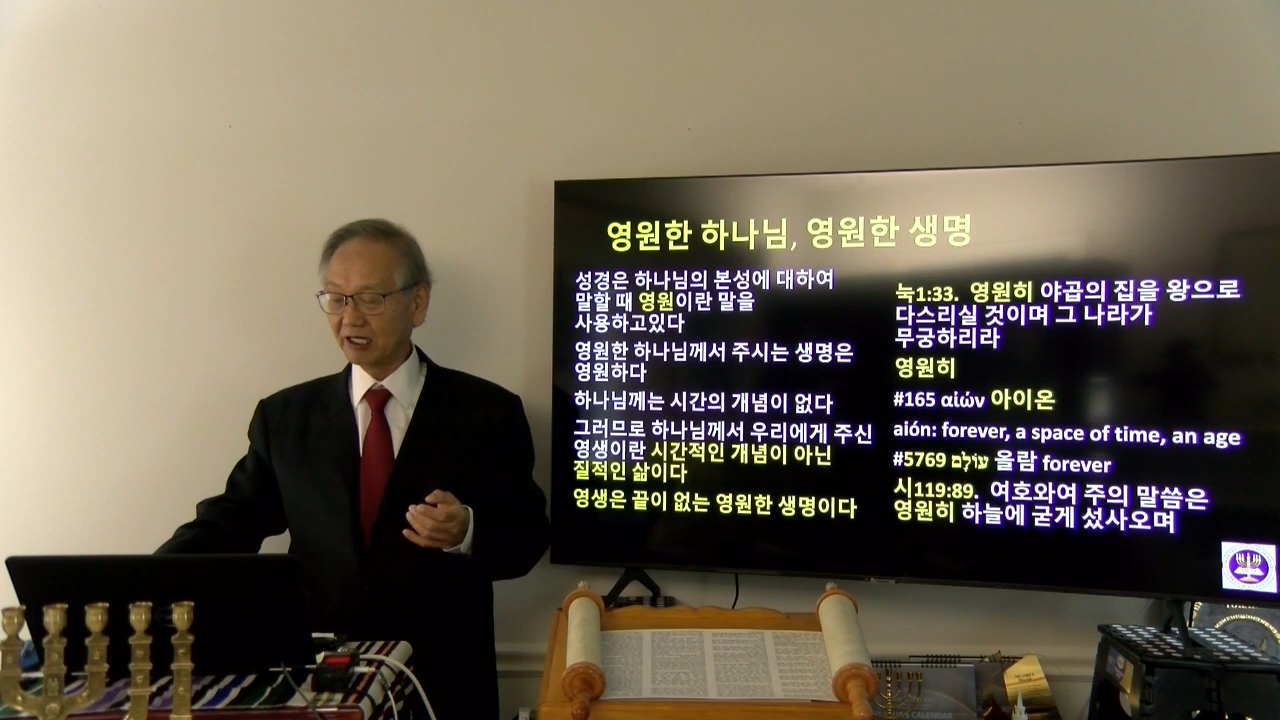 영원한 하나님, 영원한 생명
성경은 하나님의 본성에 대하여
말할 때 영원이란 말을
사용하고있다
영원한 하나님께서 주시는 생명은
영원하다
하나님께는 시간의 개념이 없다
그러므로 하나님께서 우리에게 주신
영생이란 시간적인 개념이 아닌
질적인 삶이다
영생은 끝이 없는 영원한 생명이다
눅1:33. 영원히 야곱의 집을 왕으로
다스리실 것이며 그 나라가
무궁하리라
영원히
#165 αἰών 아이온
aión: forever, a space of time, an age
#5769 עוֹלָם 올람 forever
시119:89. 여호와여 주의 말씀은
영원히 하늘에 굳게 섰사오며
CALENDAR